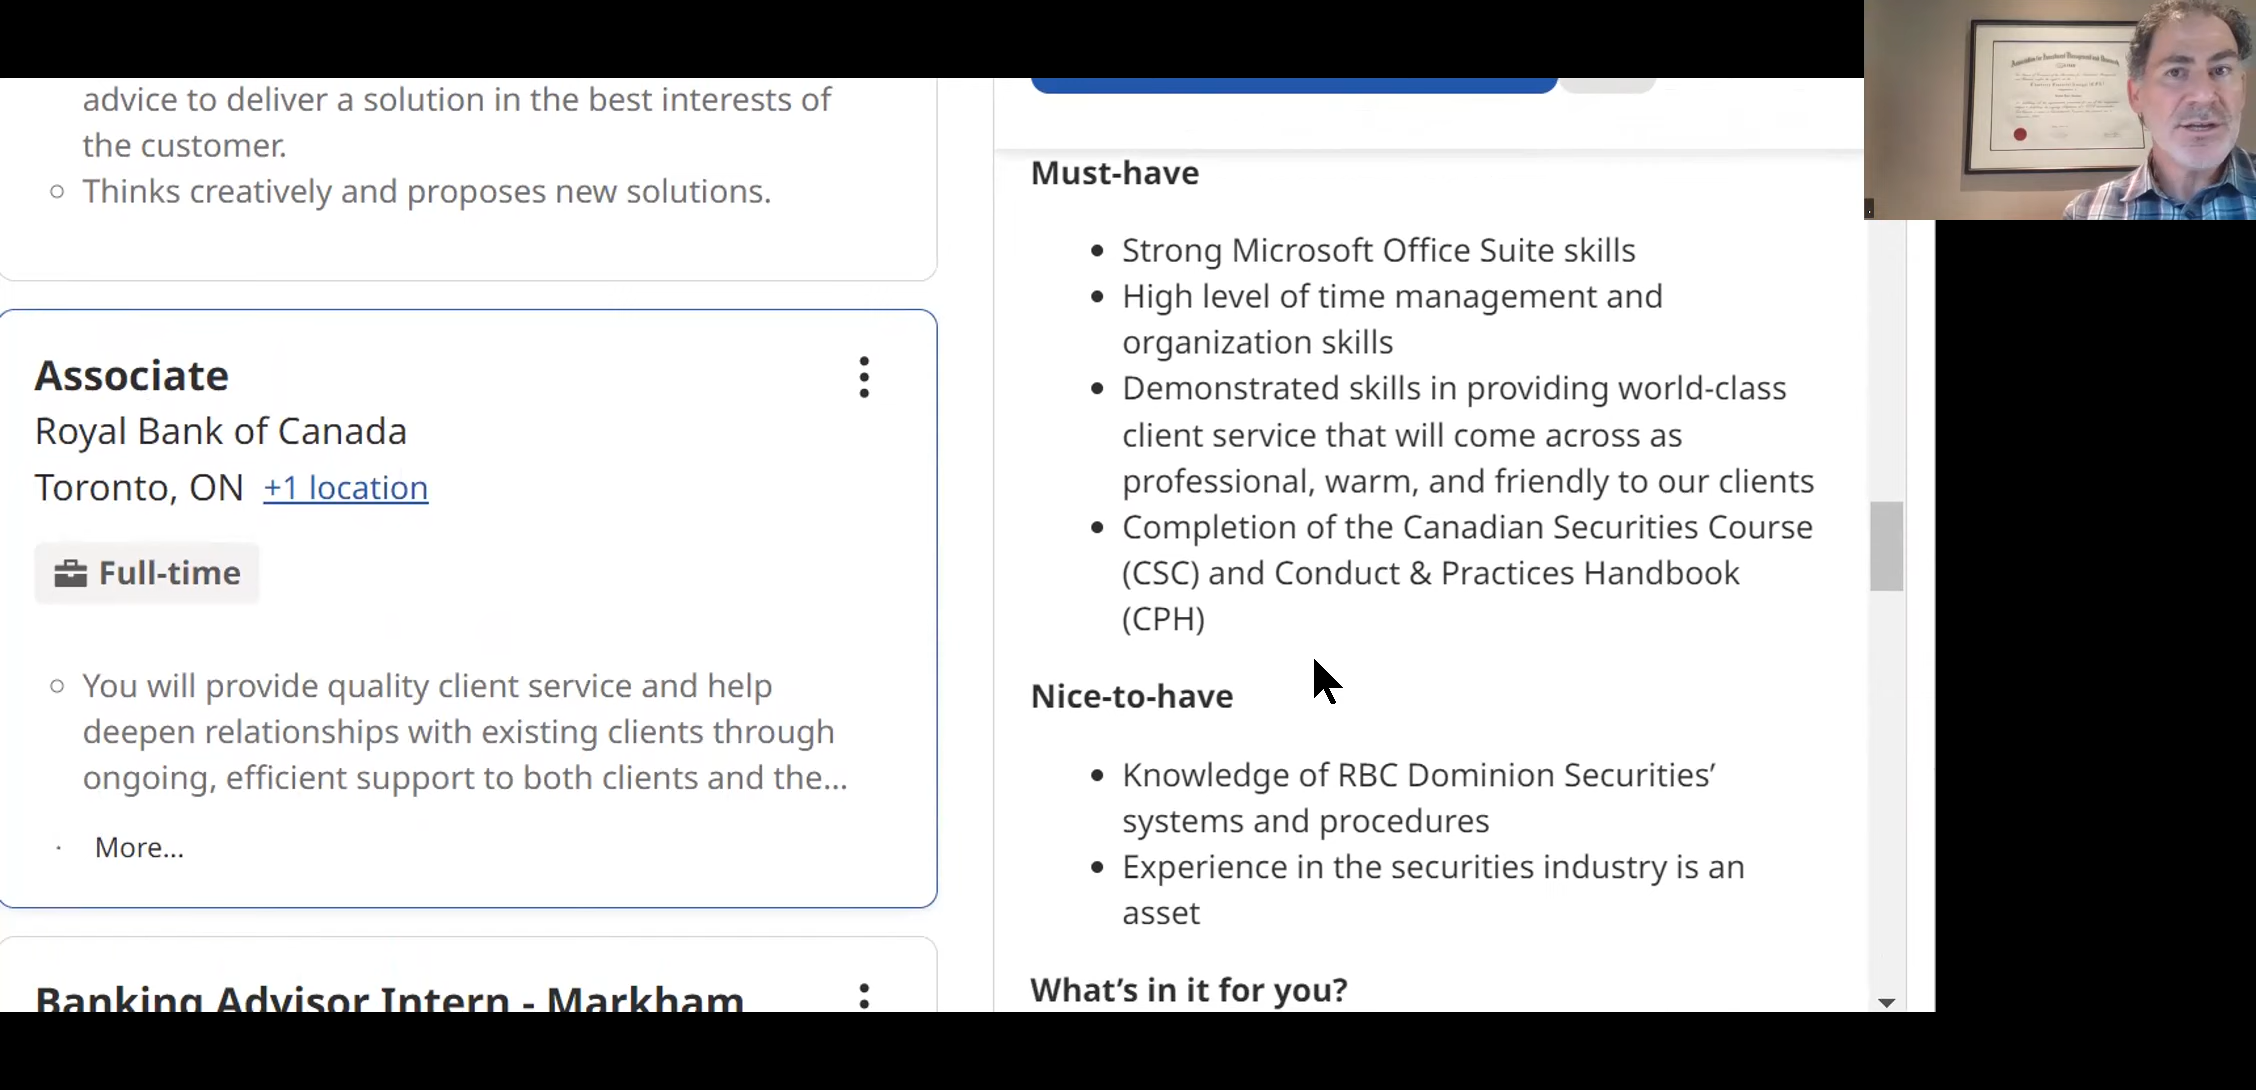 advice to deliver a solution in the best interests of
the customer.
Thinks creatively and proposes new solutions.
Associate
Royal Bank of Canada
Toronto, ON +1 location
Full-time
You will provide quality client service and help
deepen relationships with existing clients through
ongoing, efficient support to both clients and the...
More...
Banking Advisor Intern - Markham
Must-have
Strong Microsoft Office Suite skills
High level of time management and
organization skills
Demonstrated skills in providing world-class
client service that will come across as
professional, warm, and friendly to our clients
Completion of the Canadian Securities Course
(CSC) and Conduct & Practices Handbook
(CPH)
Nice-to-have
Knowledge of RBC Dominion Securities’
systems and procedures
Experience in the securities industry is an
asset
What’s in it for you?